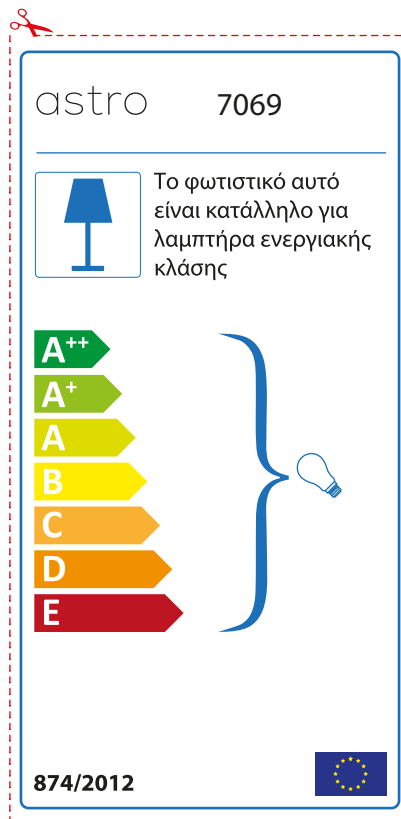 astro 7069
Το φωτιστικό αυτό
είναι κατάλληλο για
λαμπτήρα ενεργιακής
κλάσης
A++
A+
A
B
C
D
E
874/2012